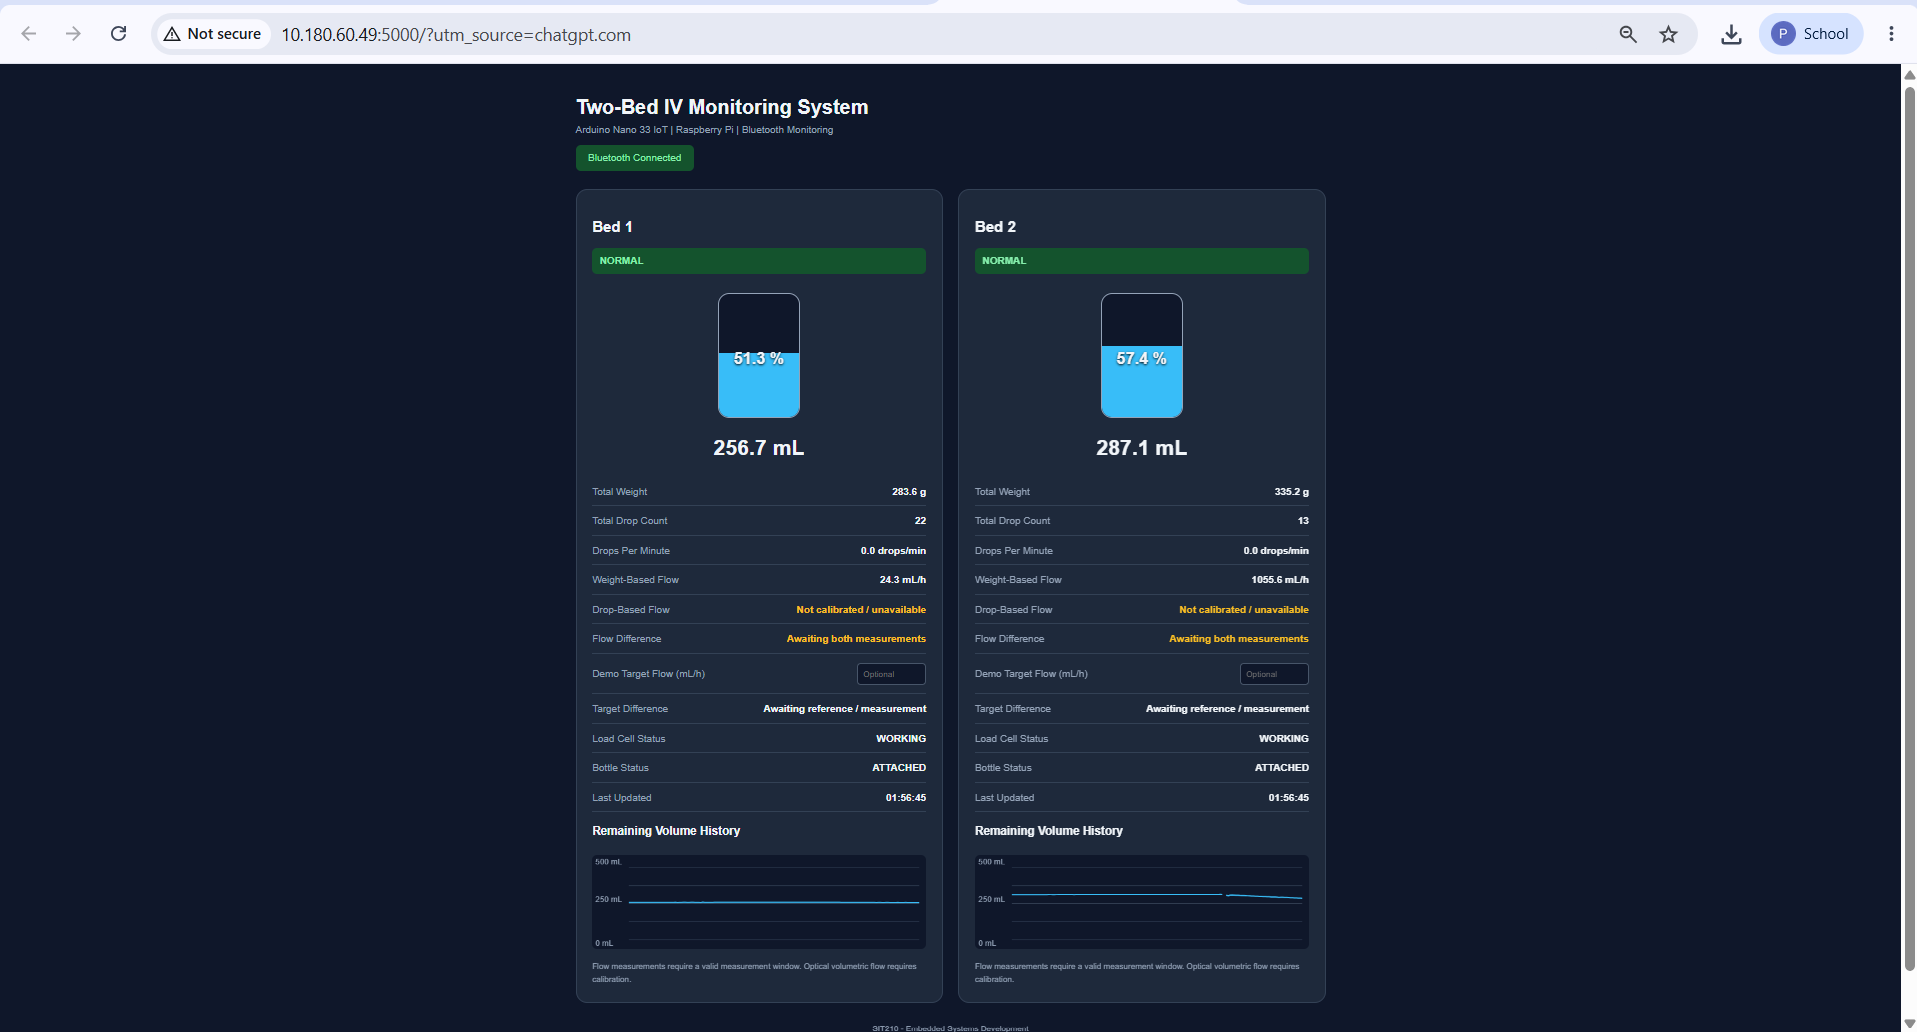 Not secure
10.180.60.49:5000/?utm_source=chatgpt.com
P School
Two-Bed IV Monitoring System
Arduino Nano 33 IoT | Raspberry Pi | Bluetooth Monitoring
Bluetooth Connected
Bed 1
NORMAL
51.3 %
256.7 mL
Total Weight 283.6 g
Total Drop Count 22
Drops Per Minute 0.0 drops/min
Weight-Based Flow 24.3 mL/h
Drop-Based Flow Not calibrated / unavailable
Flow Difference Awaiting both measurements
Demo Target Flow (mL/h) Optional
Target Difference Awaiting reference / measurement
Load Cell Status WORKING
Bottle Status ATTACHED
Last Updated 01:56:45
Remaining Volume History
500 mL
250 mL
0 mL
Flow measurements require a valid measurement window. Optical volumetric flow requires
calibration.
Bed 2
NORMAL
57.4 %
287.1 mL
Total Weight 335.2 g
Total Drop Count 13
Drops Per Minute 0.0 drops/min
Weight-Based Flow 1055.6 mL/h
Drop-Based Flow Not calibrated / unavailable
Flow Difference Awaiting both measurements
Demo Target Flow (mL/h) Optional
Target Difference Awaiting reference / measurement
Load Cell Status WORKING
Bottle Status ATTACHED
Last Updated 01:56:45
Remaining Volume History
500 mL
250 mL
0 mL
Flow measurements require a valid measurement window. Optical volumetric flow requires
calibration.
SIT210 - Embedded Systems Development